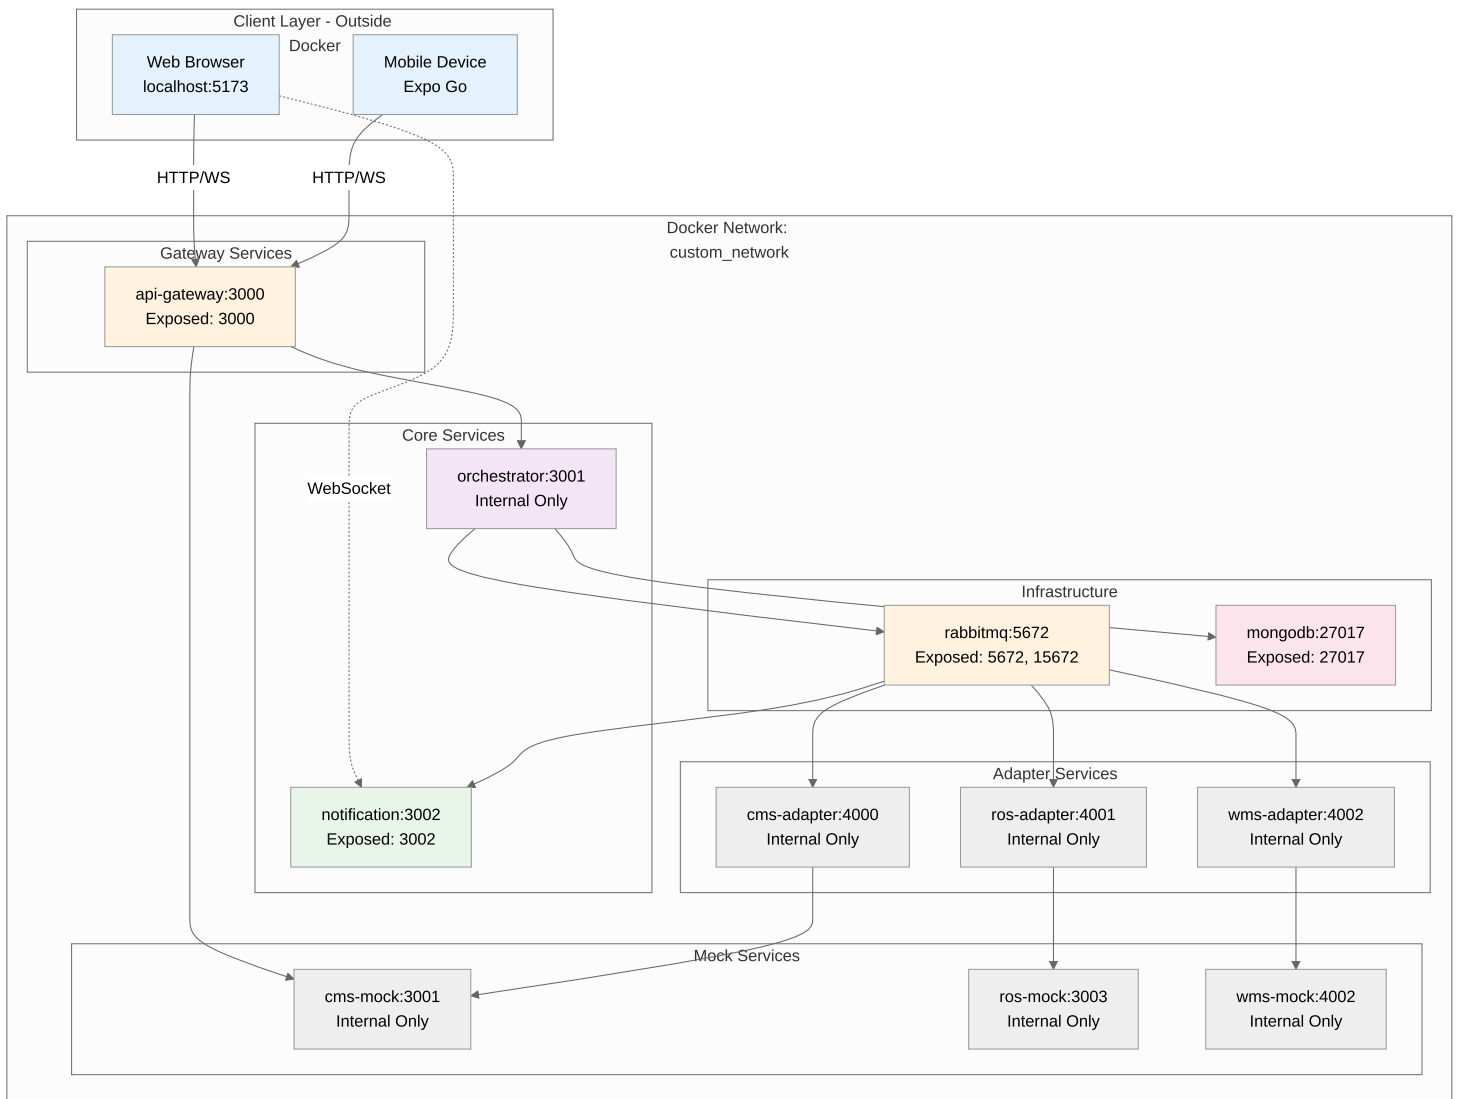 Client Layer - Outside
Docker
Web Browser
localhost:5173
Mobile Device
Expo Go
HTTP/WS
HTTP/WS
Docker Network:
custom_network
Gateway Services
api-gateway:3000
Exposed: 3000
Core Services
orchestrator:3001
Internal Only
WebSocket
Infrastructure
rabbitmq:5672
Exposed: 5672, 15672
mongodb:27017
Exposed: 27017
notification:3002
Exposed: 3002
Adapter Services
cms-adapter:4000
Internal Only
ros-adapter:4001
Internal Only
wms-adapter:4002
Internal Only
Mock Services
cms-mock:3001
Internal Only
ros-mock:3003
Internal Only
wms-mock:4002
Internal Only